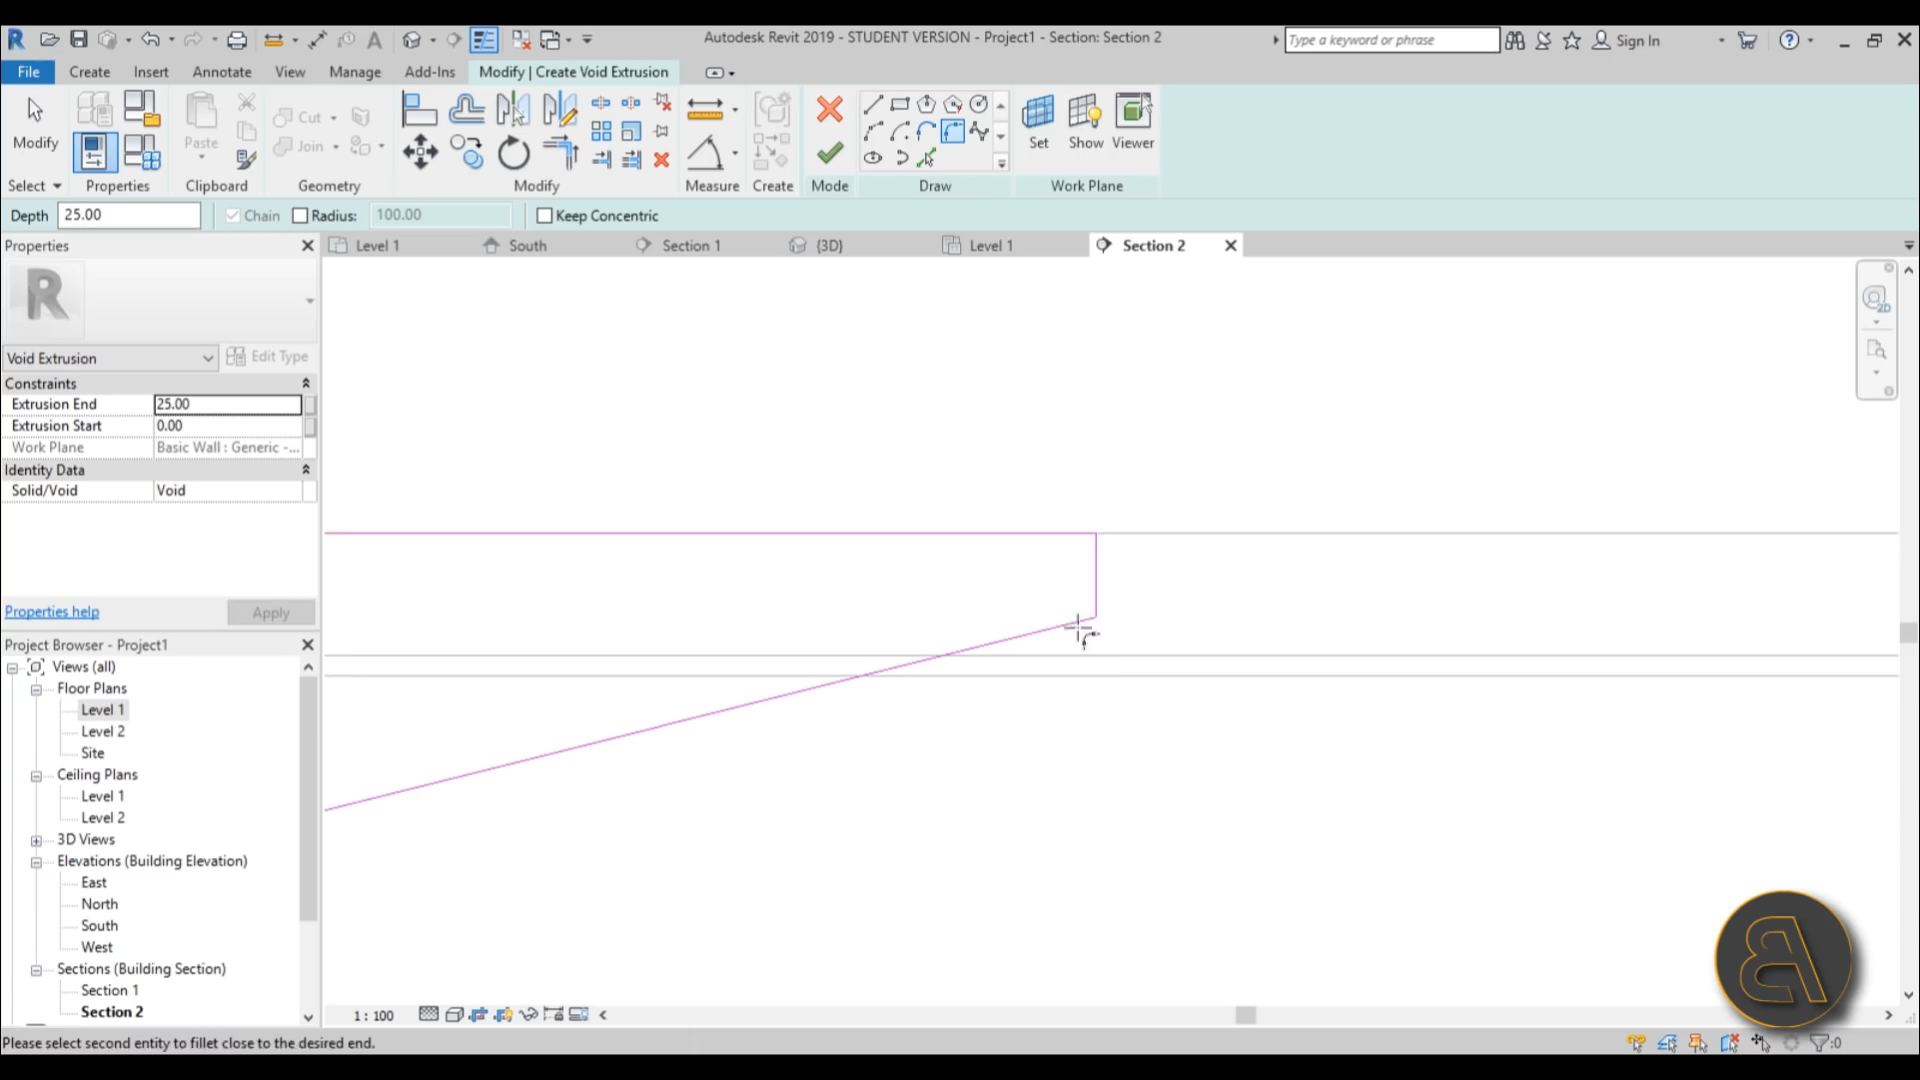 Autodesk Revit 2019 - STUDENT VERSION - Project1 - Section: Section 2
Type a keyword or phrase
Sign In
File Create Insert Annotate View Manage Add-Ins Modify | Create Void Extrusion
Modify Paste Cut Join Set Show Viewer
Select Properties Clipboard Geometry Modify Measure Create Mode Draw Work Plane
Depth 25.00 Chain Radius: 100.00 Keep Concentric
Properties
Level 1 South Section 1 {3D} Level 1 Section 2
Void Extrusion Edit Type
Constraints
Extrusion End 25.00
Extrusion Start 0.00
Work Plane Basic Wall : Generic -...
Identity Data
Solid/Void Void
Properties help Apply
Project Browser - Project1
Views (all)
Floor Plans
Level 1
Level 2
Site
Ceiling Plans
Level 1
Level 2
3D Views
Elevations (Building Elevation)
East
North
South
West
Sections (Building Section)
Section 1
Section 2
1 : 100
Please select second entity to fillet close to the desired end.
:0
2D